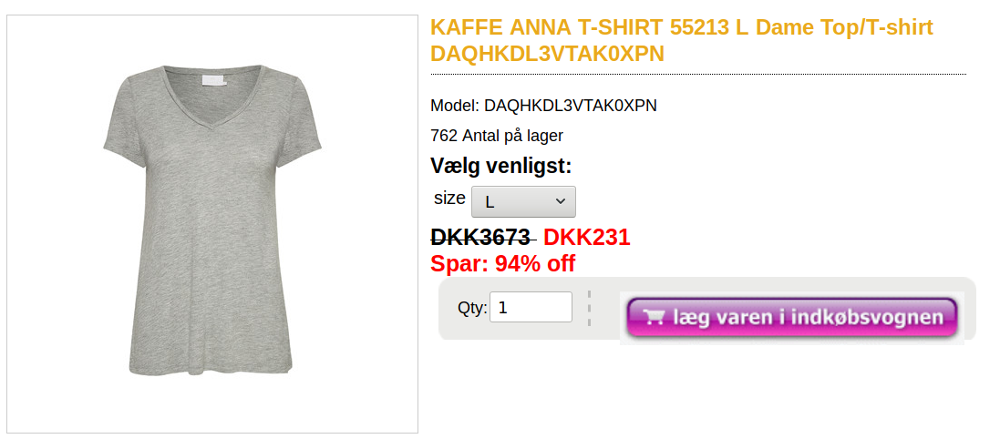 KAFFE ANNA T-SHIRT 55213 L Dame Top/T-shirt
DAQHKDL3VTAK0XPN
Model: DAQHKDL3VTAK0XPN
762 Antal på lager
Vælg venligst:
size L
DKK3673 DKK231
Spar: 94% off
Qty: 1 læg varen i indkøbsvognen